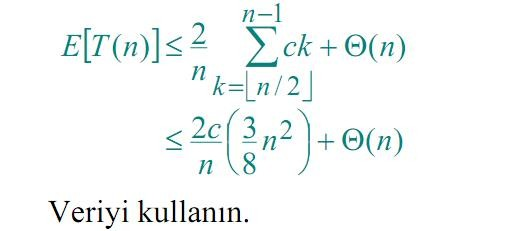 E[T(n)] ≤ 2/n ∑_{k=⌊n/2⌋}^{n−1} ck + Θ(n)
≤ 2c/n (3/8 n²) + Θ(n)
Veriyi kullanın.